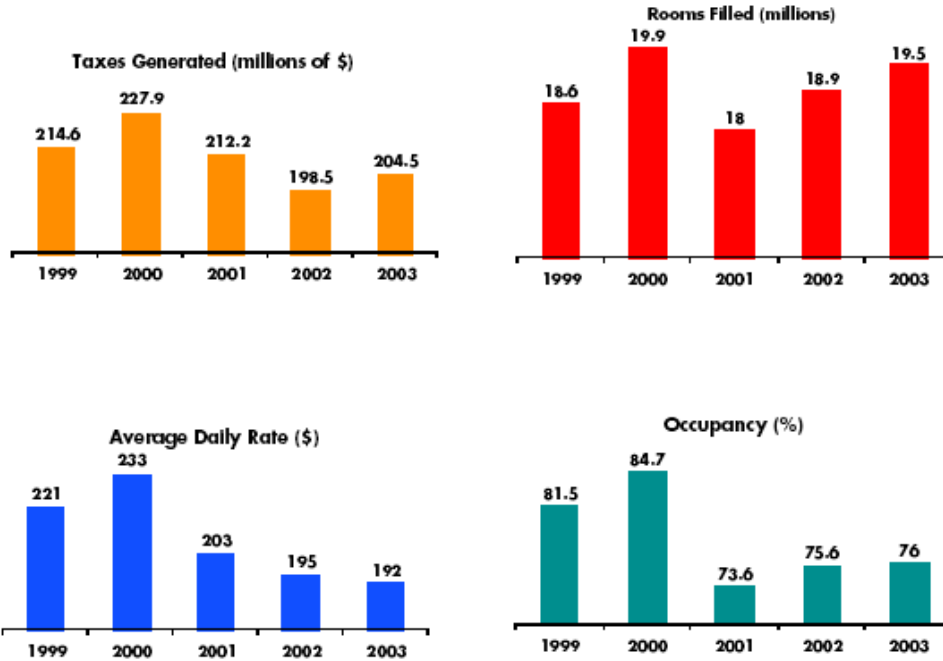 Taxes Generated (millions of $)
227.9
214.6
212.2
204.5
198.5
1999 2000 2001 2002 2003
Rooms Filled (millions)
19.9
19.5
18.9
18.6
18
1999 2000 2001 2002 2003
Average Daily Rate ($)
233
221
203
195
192
1999 2000 2001 2002 2003
Occupancy (%)
84.7
81.5
76
75.6
73.6
1999 2000 2001 2002 2003